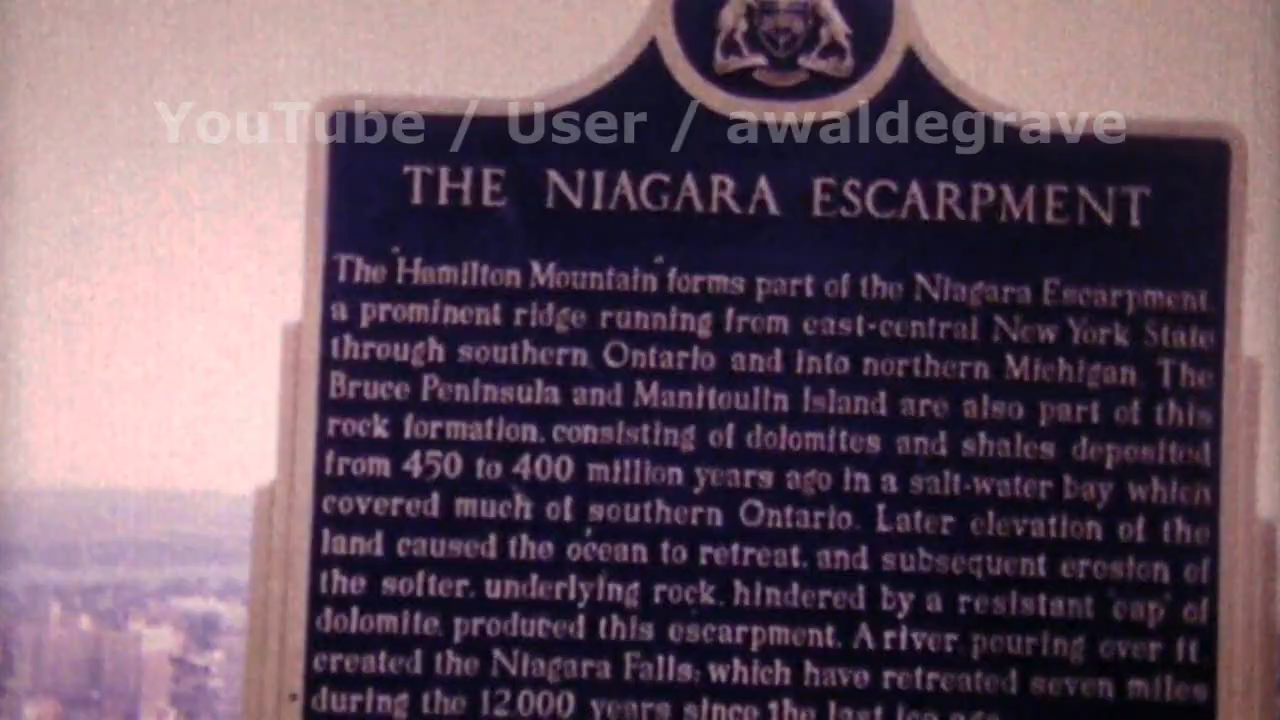 YouTube / User / awaldegrave
THE NIAGARA ESCARPMENT
The "Hamilton Mountain" forms part of the Niagara Escarpment,
a prominent ridge running from east-central New York State
through southern Ontario and into northern Michigan. The
Bruce Peninsula and Manitoulin Island are also part of this
rock formation, consisting of dolomites and shales deposited
from 450 to 400 million years ago in a salt-water bay which
covered much of southern Ontario. Later elevation of the
land caused the ocean to retreat, and subsequent erosion of
the softer, underlying rock, hindered by a resistant "cap" of
dolomite, produced this escarpment. A river pouring over it
created the Niagara Falls, which have retreated seven miles
during the 12000 years since the last ice age.